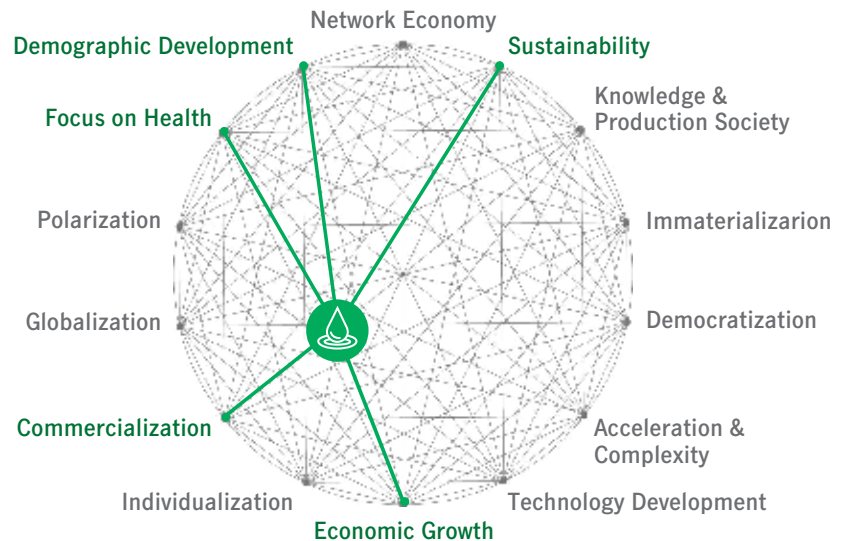 Network Economy
Demographic Development
Sustainability
Focus on Health
Knowledge &
Production Society
Polarization
Immaterializarion
Globalization
Democratization
Commercialization
Acceleration &
Complexity
Individualization
Technology Development
Economic Growth